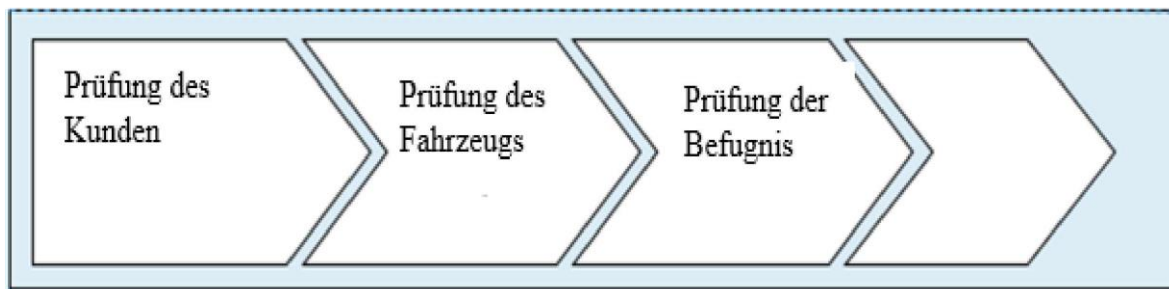 Prüfung des
Kunden
Prüfung des
Fahrzeugs
Prüfung der
Befugnis